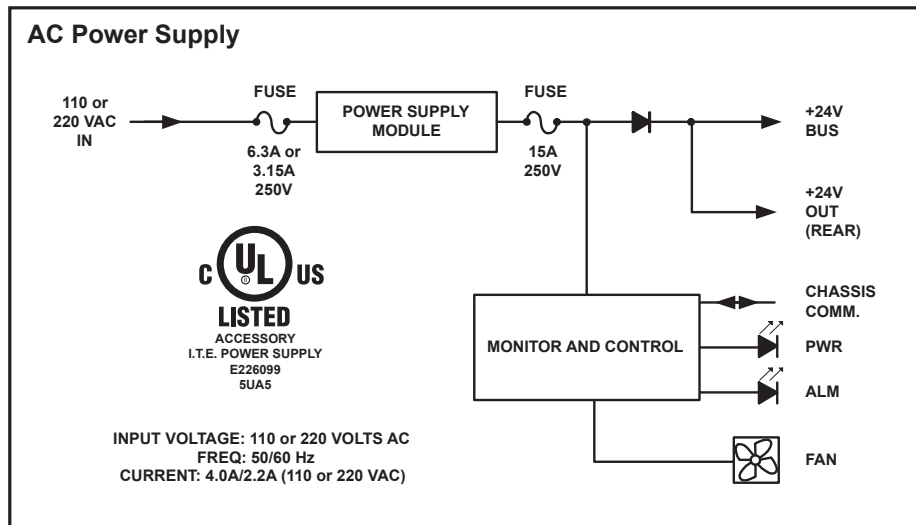 AC Power Supply
110 or
220 VAC
IN
FUSE
6.3A or
3.15A
250V
POWER SUPPLY
MODULE
FUSE
15A
250V
+24V
BUS
+24V
OUT
(REAR)
C UL US
®
LISTED
ACCESSORY
I.T.E. POWER SUPPLY
E226099
5UA5
MONITOR AND CONTROL
CHASSIS
COMM.
PWR
ALM
FAN
INPUT VOLTAGE: 110 or 220 VOLTS AC
FREQ: 50/60 Hz
CURRENT: 4.0A/2.2A (110 or 220 VAC)